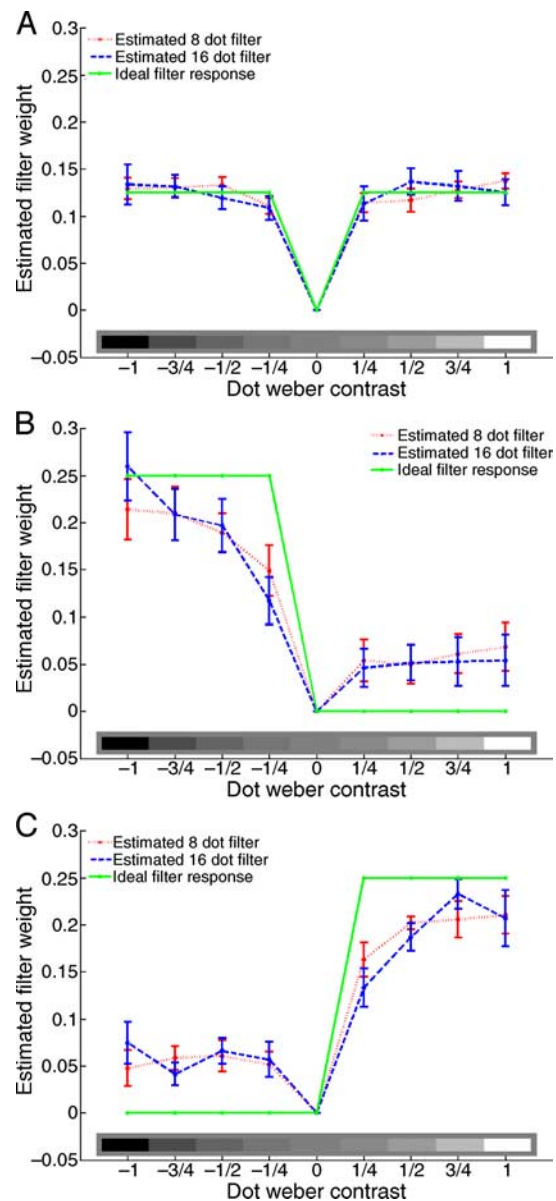 A
Estimated 8 dot filter
Estimated 16 dot filter
Ideal filter response
Estimated filter weight
0.3
0.25
0.2
0.15
0.1
0.05
0
−0.05
−1 −3/4 −1/2 −1/4 0 1/4 1/2 3/4 1
Dot weber contrast
B
Estimated 8 dot filter
Estimated 16 dot filter
Ideal filter response
Estimated filter weight
0.3
0.25
0.2
0.15
0.1
0.05
0
−0.05
−1 −3/4 −1/2 −1/4 0 1/4 1/2 3/4 1
Dot weber contrast
C
Estimated 8 dot filter
Estimated 16 dot filter
Ideal filter response
Estimated filter weight
0.3
0.25
0.2
0.15
0.1
0.05
0
−0.05
−1 −3/4 −1/2 −1/4 0 1/4 1/2 3/4 1
Dot weber contrast